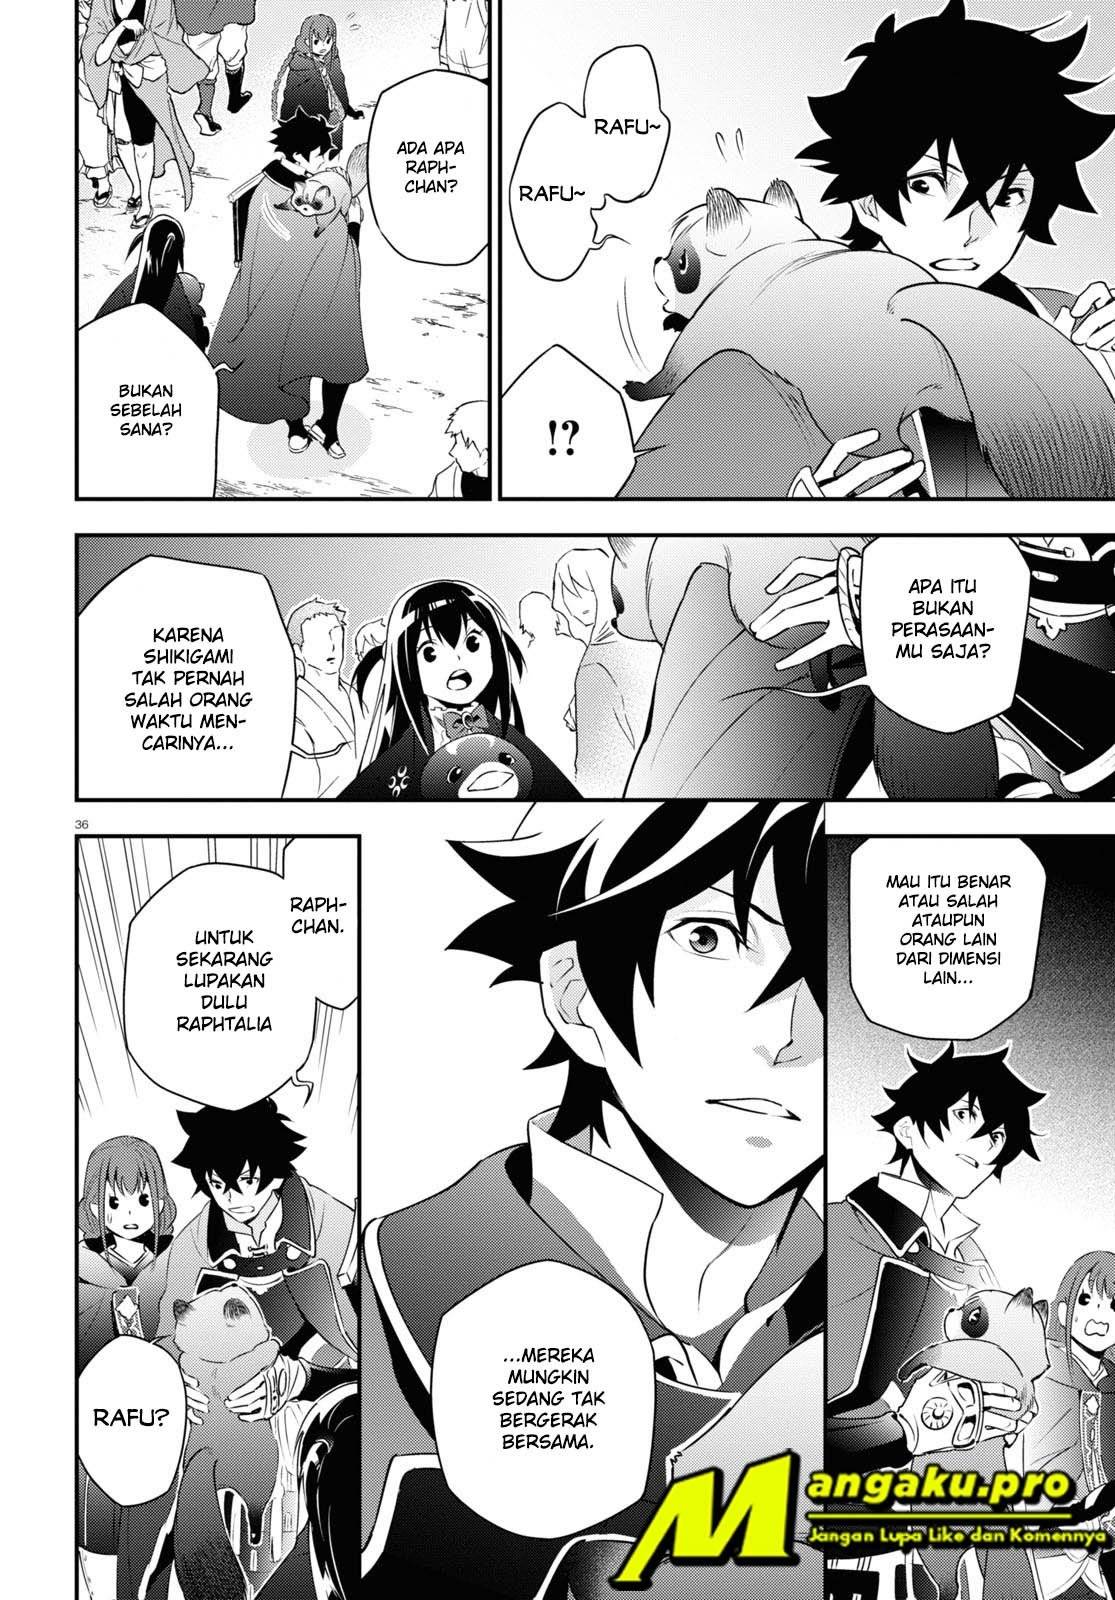 RAFU~
RAFU~
!?
ADA APA
RAPH-
CHAN?
BUKAN
SEBELAH
SANA?
APA ITU
BUKAN
PERASAAN-
MU SAJA?
KARENA
SHIKIGAMI
TAK PERNAH
SALAH ORANG
WAKTU MEN-
CARINYA...
36
MAU ITU BENAR
ATAU SALAH
ATAUPUN
ORANG LAIN
DARI DIMENSI
LAIN...
...MEREKA
MUNGKIN
SEDANG TAK
BERGERAK
BERSAMA.
RAPH-
CHAN.
UNTUK
SEKARANG
LUPAKAN
DULU
RAPHTALIA
RAFU?
Mangaku.pro
Jangan Lupa Like dan Komennya